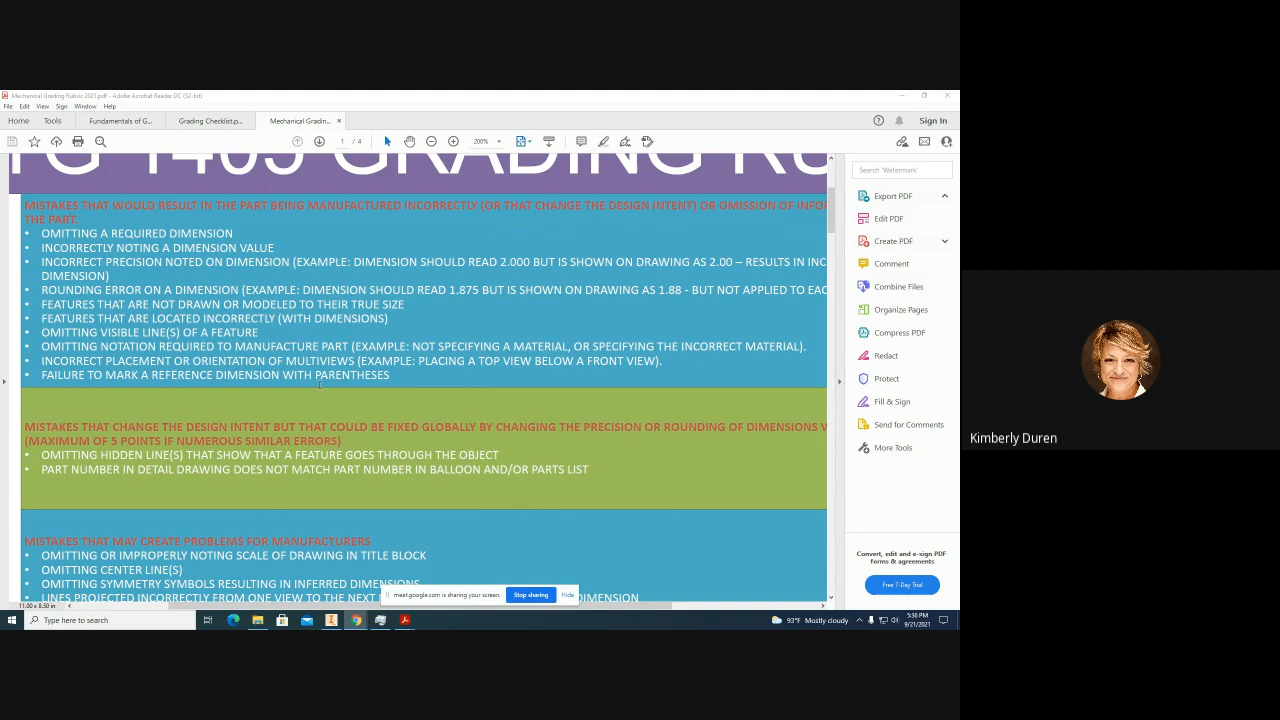 Mechanical Grading Rubric 2021.pdf - Adobe Acrobat Reader DC (32-bit)
File Edit View Sign Window Help
Home Tools Fundamentals of G... Grading Checklist.p... Mechanical Gradin... × Sign In
1 / 4 200%
1403 GRADING RU
MISTAKES THAT WOULD RESULT IN THE PART BEING MANUFACTURED INCORRECTLY (OR THAT CHANGE THE DESIGN INTENT) OR OMISSION OF
THE PART.
• OMITTING A REQUIRED DIMENSION
• INCORRECTLY NOTING A DIMENSION VALUE
• INCORRECT PRECISION NOTED ON DIMENSION (EXAMPLE: DIMENSION SHOULD READ 2.000 BUT IS SHOWN ON DRAWING AS 2.00 – RESULTS IN INC
DIMENSION)
• ROUNDING ERROR ON A DIMENSION (EXAMPLE: DIMENSION SHOULD READ 1.875 BUT IS SHOWN ON DRAWING AS 1.88 - BUT NOT APPLIED TO EAC
• FEATURES THAT ARE NOT DRAWN OR MODELED TO THEIR TRUE SIZE
• FEATURES THAT ARE LOCATED INCORRECTLY (WITH DIMENSIONS)
• OMITTING VISIBLE LINE(S) OF A FEATURE
• OMITTING NOTATION REQUIRED TO MANUFACTURE PART (EXAMPLE: NOT SPECIFYING A MATERIAL, OR SPECIFYING THE INCORRECT MATERIAL).
• INCORRECT PLACEMENT OR ORIENTATION OF MULTIVIEWS (EXAMPLE: PLACING A TOP VIEW BELOW A FRONT VIEW).
• FAILURE TO MARK A REFERENCE DIMENSION WITH PARENTHESES
MISTAKES THAT CHANGE THE DESIGN INTENT BUT THAT COULD BE FIXED GLOBALLY BY CHANGING THE PRECISION OR ROUNDING OF DIMENSIONS
(MAXIMUM OF 5 POINTS IF NUMEROUS SIMILAR ERRORS)
• OMITTING HIDDEN LINE(S) THAT SHOW THAT A FEATURE GOES THROUGH THE OBJECT
• PART NUMBER IN DETAIL DRAWING DOES NOT MATCH PART NUMBER IN BALLOON AND/OR PARTS LIST
MISTAKES THAT MAY CREATE PROBLEMS FOR MANUFACTURERS
• OMITTING OR IMPROPERLY NOTING SCALE OF DRAWING IN TITLE BLOCK
• OMITTING CENTER LINE(S)
• OMITTING SYMMETRY SYMBOLS RESULTING IN INFERRED DIMENSIONS
• LINES PROJECTED INCORRECTLY FROM ONE VIEW TO THE NEXT DIMENSION
meet.google.com is sharing your screen. Stop sharing Hide
11.00 x 8.50 in
Search 'Watermark'
Export PDF
Edit PDF
Create PDF
Comment
Combine Files
Organize Pages
Compress PDF
Redact
Protect
Fill & Sign
Send for Comments
More Tools
Convert, edit and e-sign PDF
forms & agreements
Free 7-Day Trial
Type here to search
93°F Mostly cloudy
5:36 PM
9/21/2021
Kimberly Duren